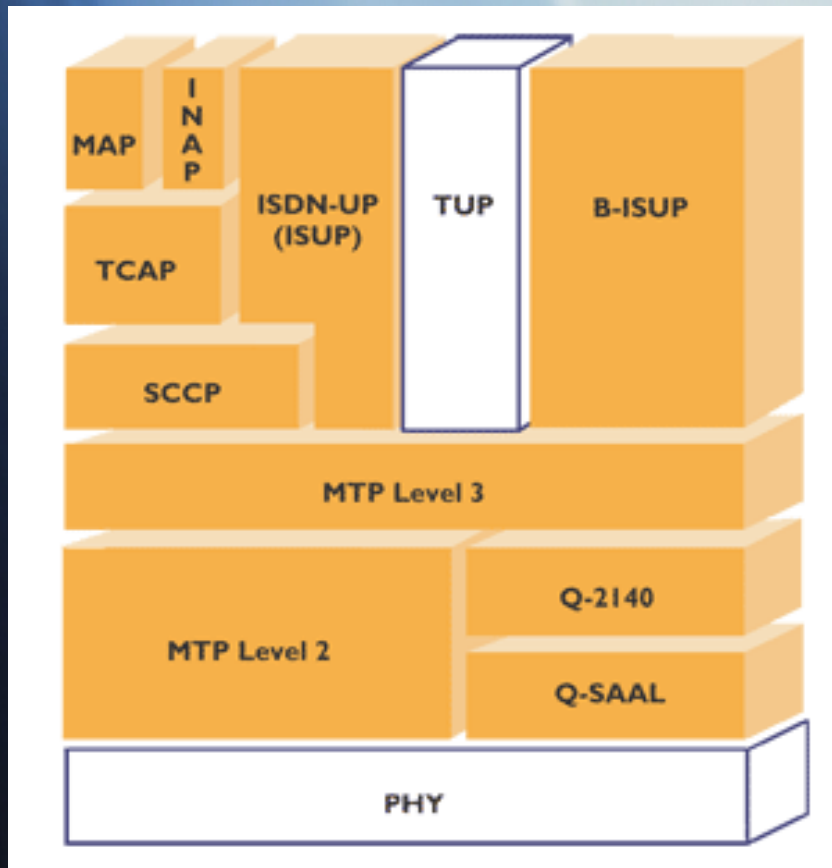 MAP
I
N
A
P
ISDN-UP
(ISUP)
TUP
B-ISUP
TCAP
SCCP
MTP Level 3
MTP Level 2
Q-2140
Q-SAAL
PHY